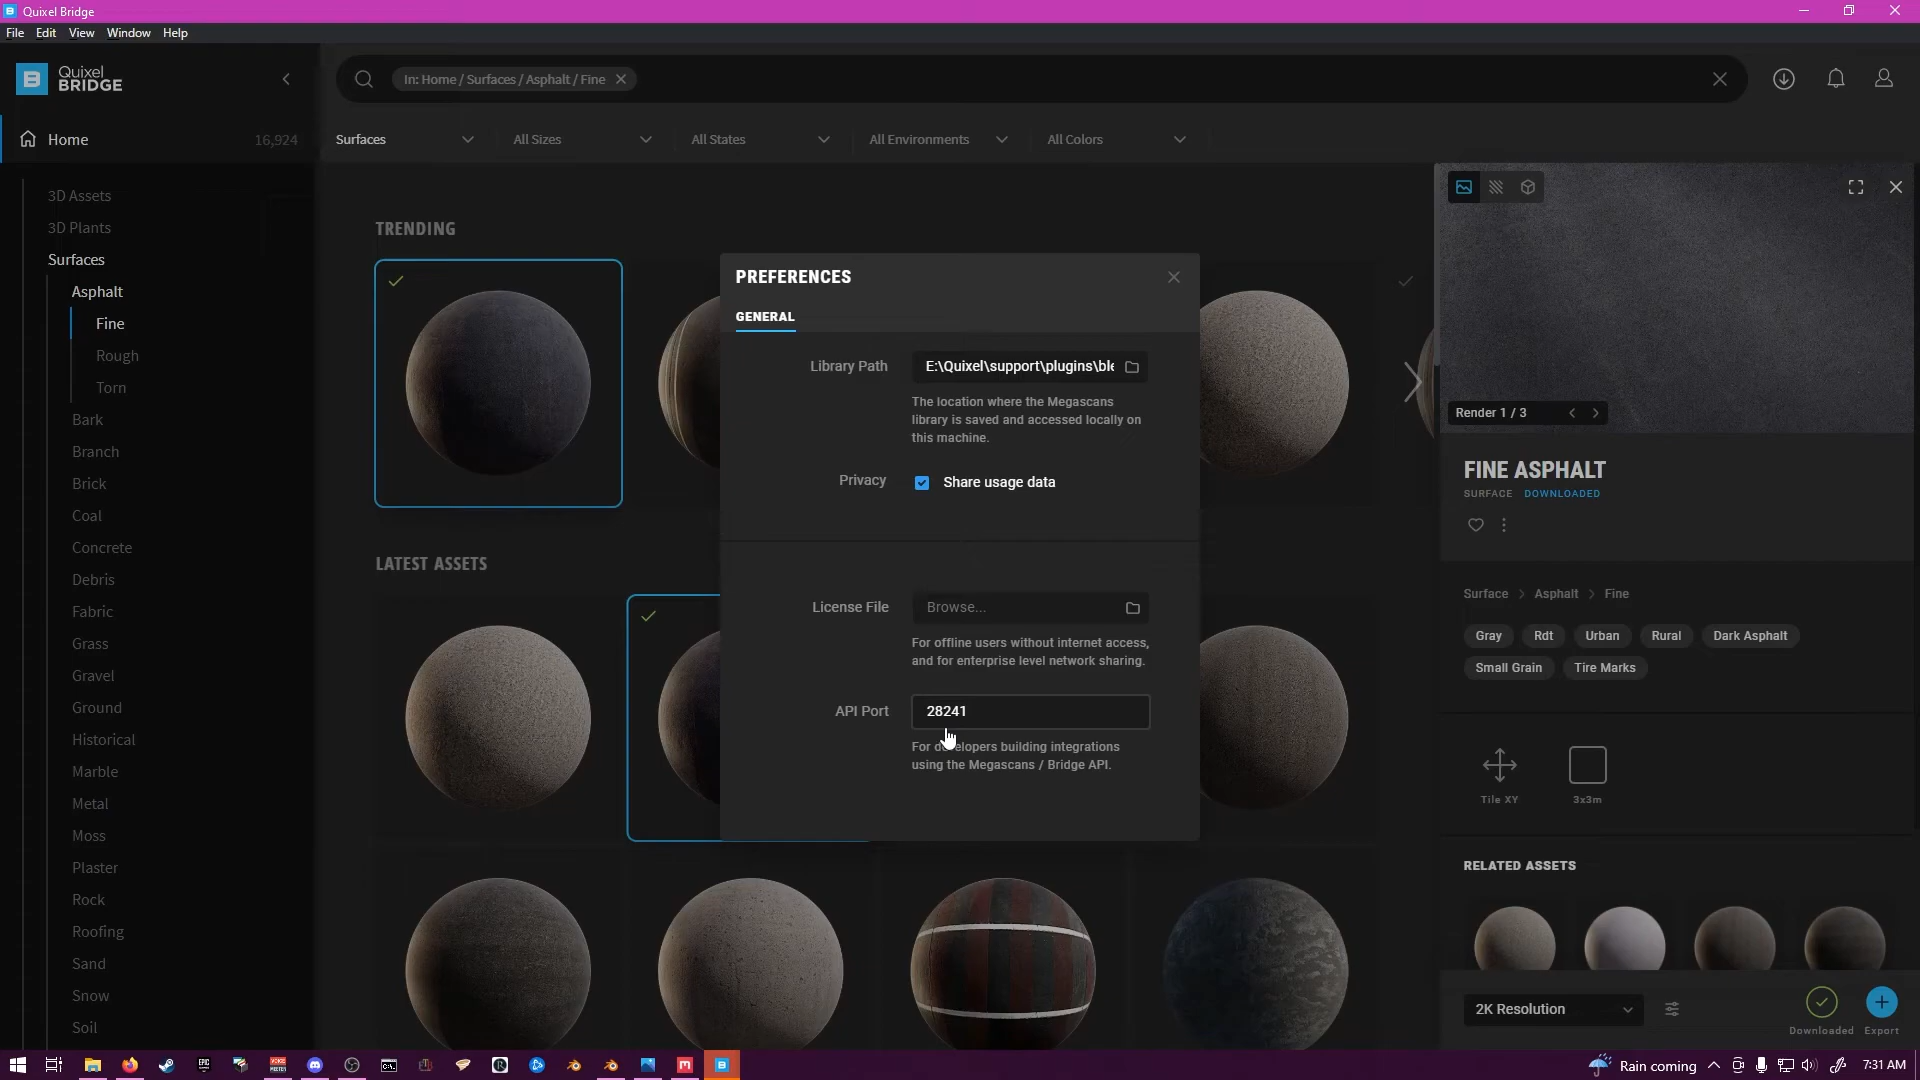 Quixel Bridge
File Edit View Window Help
Quixel
BRIDGE
In: Home / Surfaces / Asphalt / Fine
Home 16,924
Surfaces All Sizes All States All Environments All Colors
3D Assets
3D Plants
Surfaces
Asphalt
Fine
Rough
Torn
Bark
Branch
Brick
Coal
Concrete
Debris
Fabric
Grass
Gravel
Ground
Historical
Marble
Metal
Moss
Plaster
Rock
Roofing
Sand
Snow
Soil
TRENDING
LATEST ASSETS
PREFERENCES
GENERAL
Library Path E:\Quixel\support\plugins\ble
The location where the Megascans
library is saved and accessed locally on
this machine.
Privacy Share usage data
License File Browse...
For offline users without internet access,
and for enterprise level network sharing.
API Port 28241
For developers building integrations
using the Megascans / Bridge API.
Render 1 / 3
FINE ASPHALT
SURFACE DOWNLOADED
Surface > Asphalt > Fine
Gray Rdt Urban Rural Dark Asphalt
Small Grain Tire Marks
Tile XY 3x3m
RELATED ASSETS
2K Resolution
Downloaded Export
Rain coming 7:31 AM